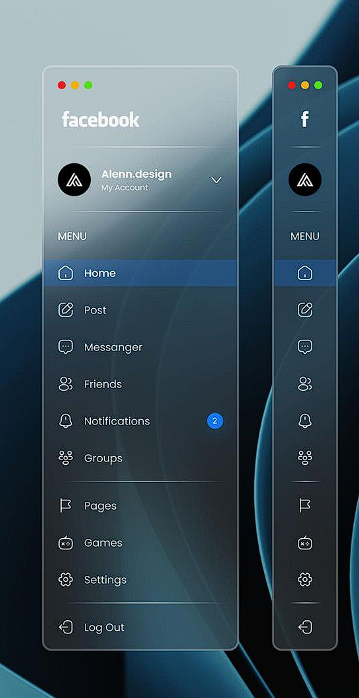 facebook
Alenn.design
My Account
MENU
Home
Post
Messanger
Friends
Notifications
2
Groups
Pages
Games
Settings
Log Out
f
MENU